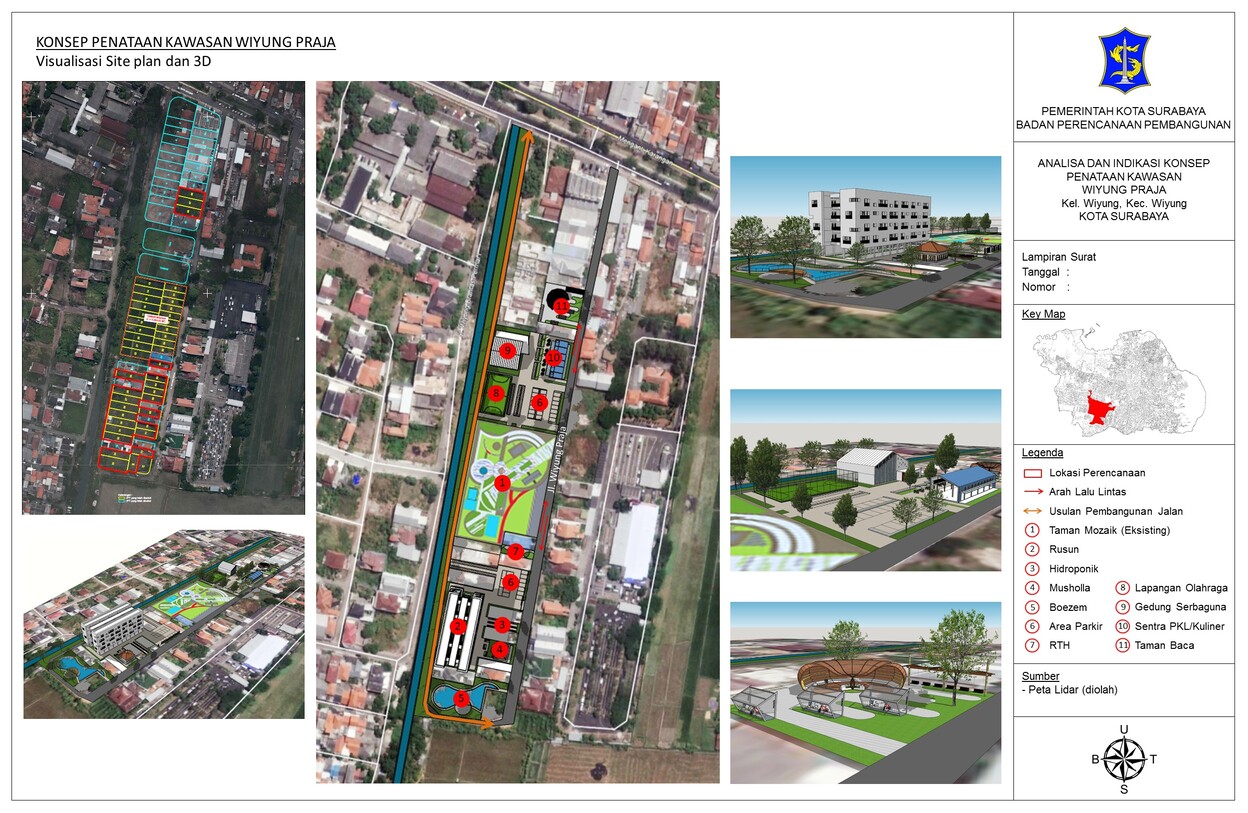 KONSEP PENATAAN KAWASAN WIYUNG PRAJA
Visualisasi Site plan dan 3D
Jl. Wiyung Praja
11
9
10
8
6
1
7
6
2
3
4
5
PEMERINTAH KOTA SURABAYA
BADAN PERENCANAAN PEMBANGUNAN
ANALISA DAN INDIKASI KONSEP
PENATAAN KAWASAN
WIYUNG PRAJA
Kel. Wiyung, Kec. Wiyung
KOTA SURABAYA
Lampiran Surat
Tanggal :
Nomor :
Key Map
Legenda
Lokasi Perencanaan
Arah Lalu Lintas
Usulan Pembangunan Jalan
1 Taman Mozaik (Eksisting)
2 Rusun
3 Hidroponik
4 Musholla
5 Boezem
6 Area Parkir
7 RTH
8 Lapangan Olahraga
9 Gedung Serbaguna
10 Sentra PKL/Kuliner
11 Taman Baca
Sumber
- Peta Lidar (diolah)
U
B T
S